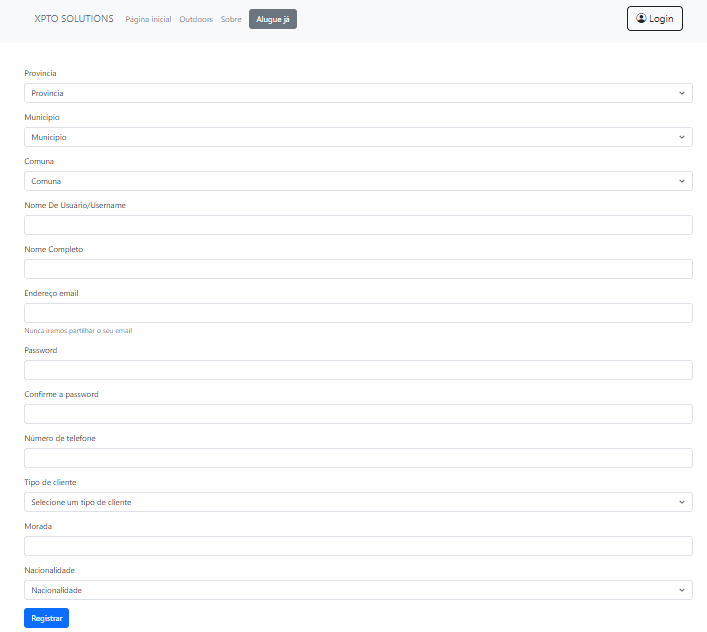 XPTO SOLUTIONS Página inicial Outdoors Sobre Alugue já Login
Provincia
Provincia
Municipio
Municipio
Comuna
Comuna
Nome De Usuário/Username
Nome Completo
Endereço email
Nunca iremos partilhar o seu email
Password
Confirme a password
Número de telefone
Tipo de cliente
Selecione um tipo de cliente
Morada
Nacionalidade
Nacionalidade
Registrar